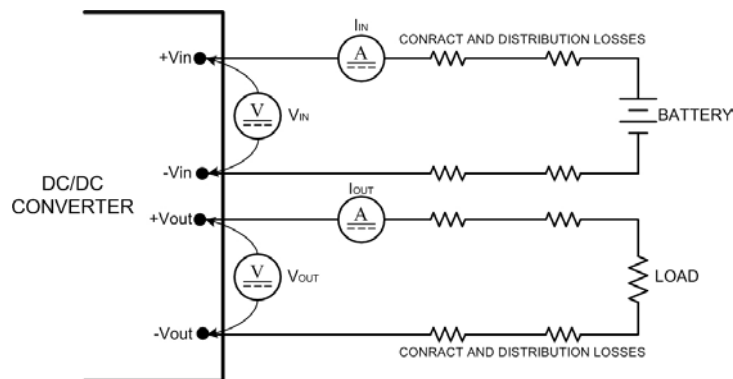 IIN
CONRACT AND DISTRIBUTION LOSSES
+Vin
A
V
VIN
BATTERY
-Vin
DC/DC
CONVERTER
IOUT
+Vout
A
V
VOUT
LOAD
-Vout
CONRACT AND DISTRIBUTION LOSSES